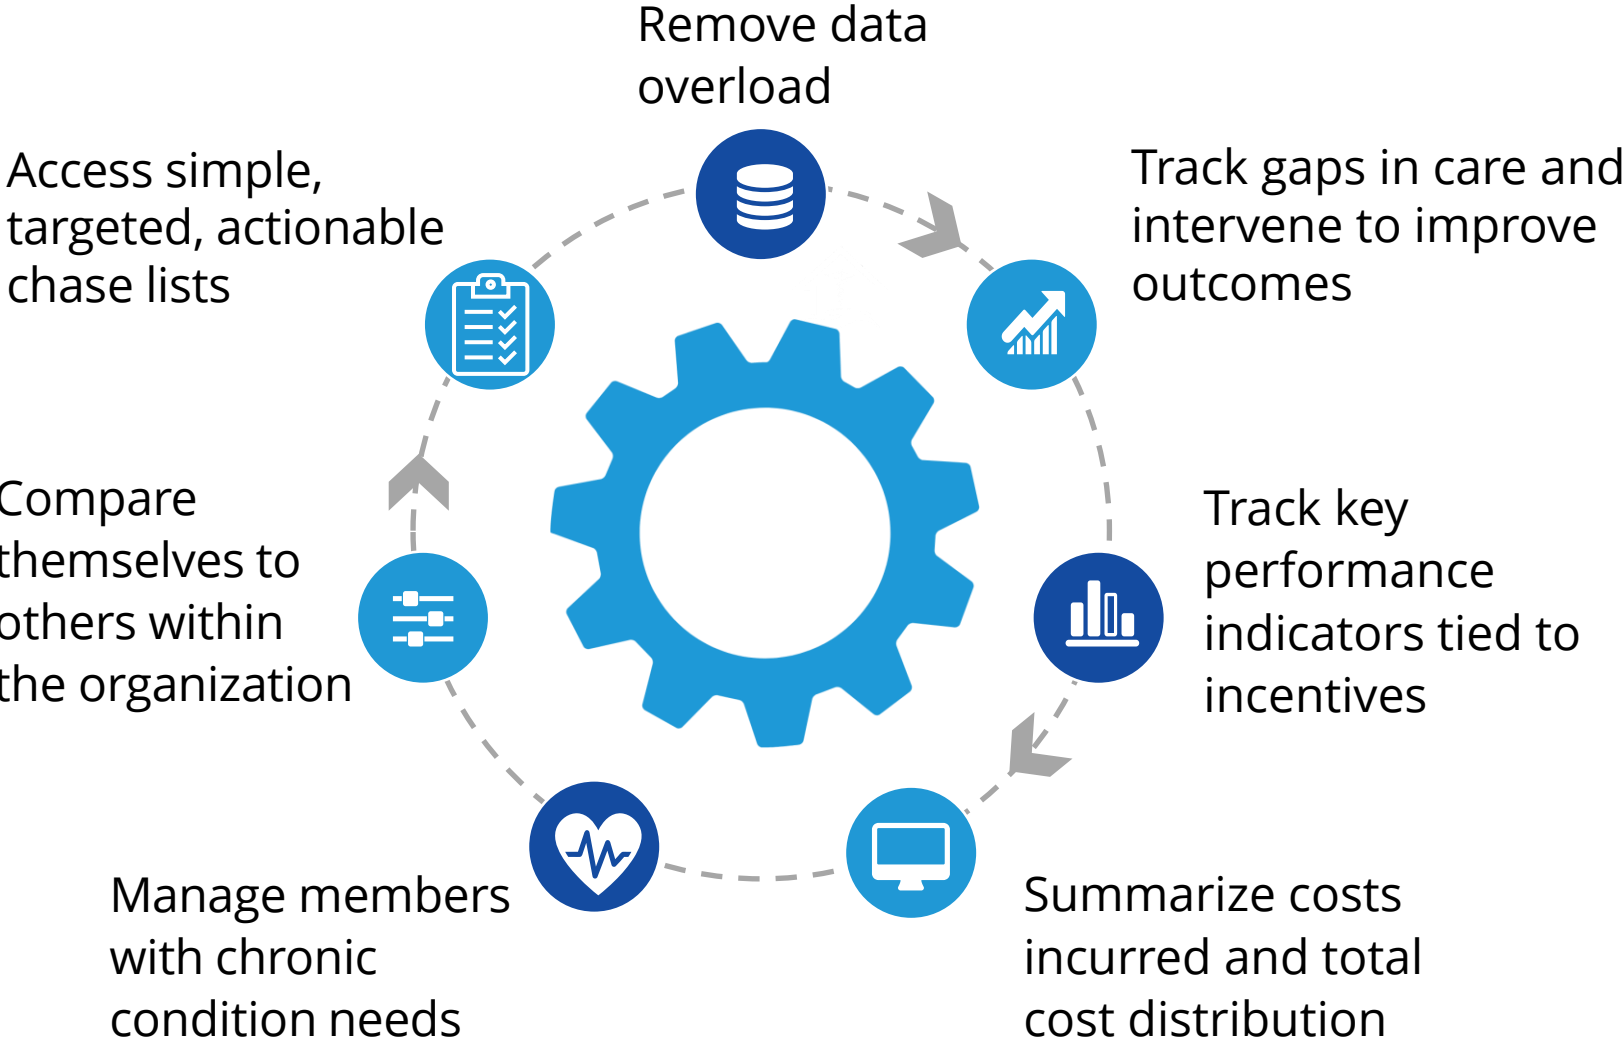 Remove data
overload
Track gaps in care and
intervene to improve
outcomes
Track key
performance
indicators tied to
incentives
Summarize costs
incurred and total
cost distribution
Manage members
with chronic
condition needs
Compare
themselves to
others within
the organization
Access simple,
targeted, actionable
chase lists